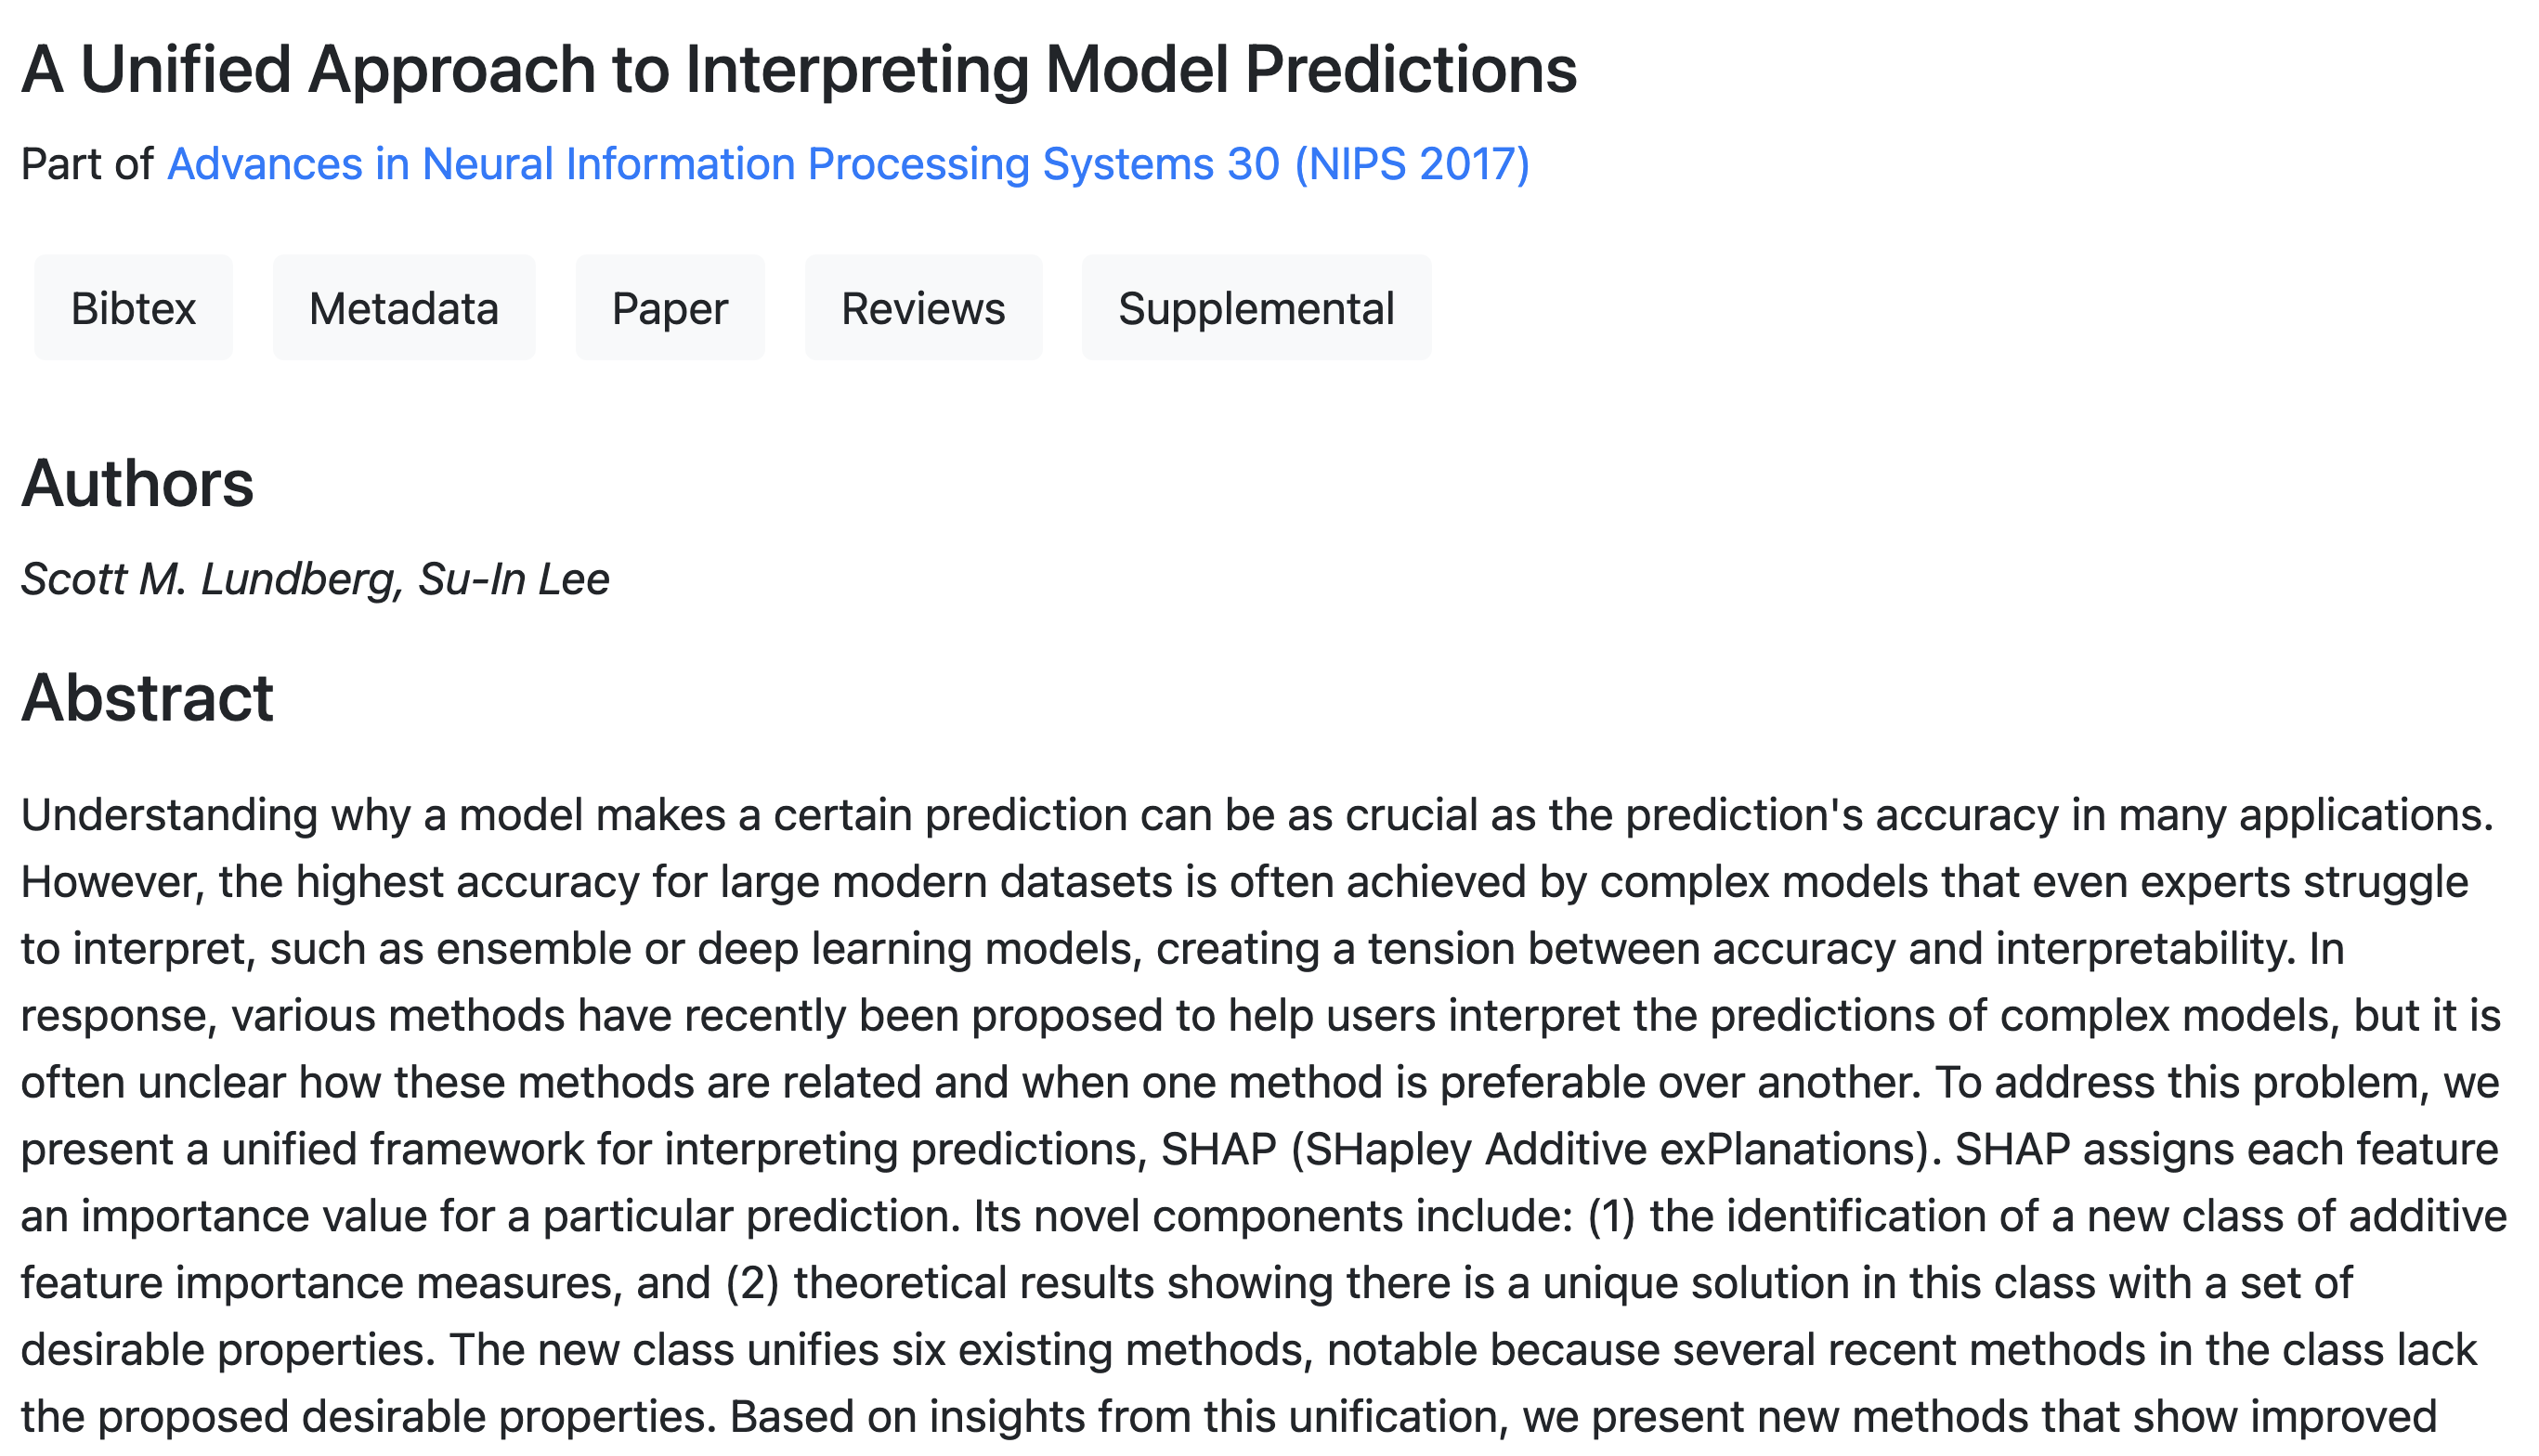 A Unified Approach to Interpreting Model Predictions
Part of Advances in Neural Information Processing Systems 30 (NIPS 2017)
Bibtex Metadata Paper Reviews Supplemental
Authors
Scott M. Lundberg, Su-In Lee
Abstract
Understanding why a model makes a certain prediction can be as crucial as the prediction's accuracy in many applications.
However, the highest accuracy for large modern datasets is often achieved by complex models that even experts struggle
to interpret, such as ensemble or deep learning models, creating a tension between accuracy and interpretability. In
response, various methods have recently been proposed to help users interpret the predictions of complex models, but it is
often unclear how these methods are related and when one method is preferable over another. To address this problem, we
present a unified framework for interpreting predictions, SHAP (SHapley Additive exPlanations). SHAP assigns each feature
an importance value for a particular prediction. Its novel components include: (1) the identification of a new class of additive
feature importance measures, and (2) theoretical results showing there is a unique solution in this class with a set of
desirable properties. The new class unifies six existing methods, notable because several recent methods in the class lack
the proposed desirable properties. Based on insights from this unification, we present new methods that show improved